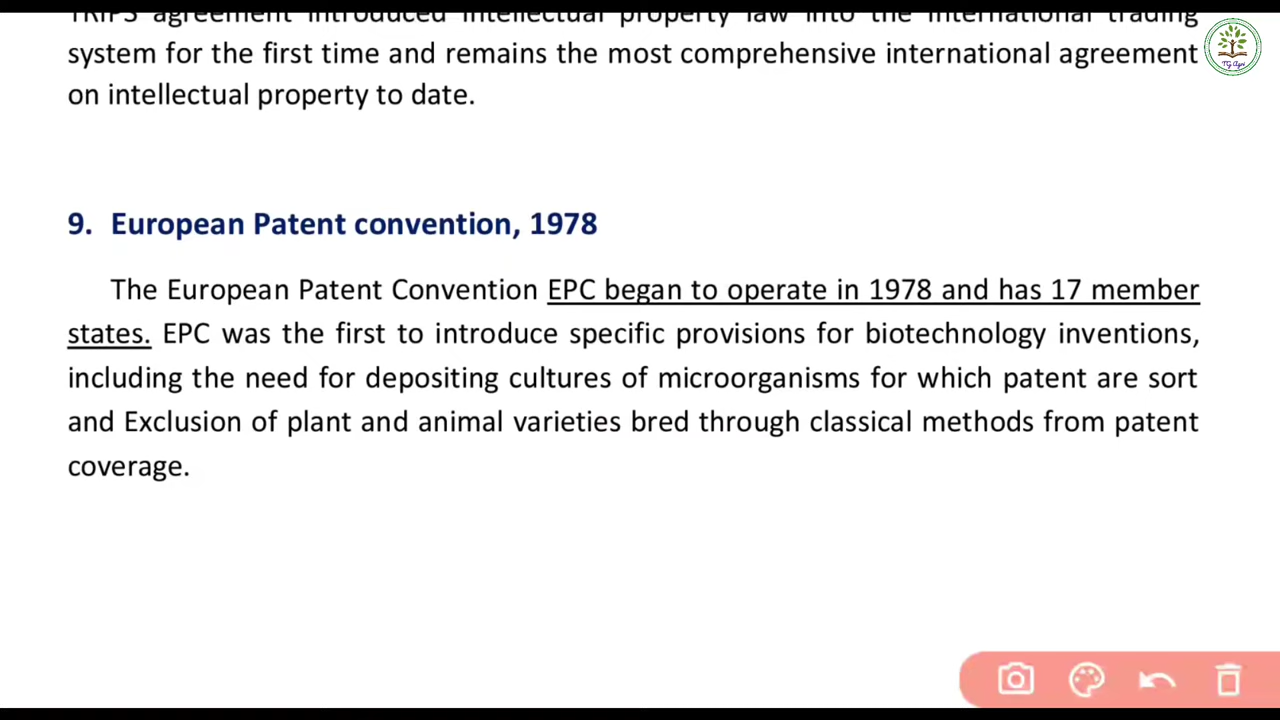 TRIPS agreement introduced intellectual property law into the international trading
system for the first time and remains the most comprehensive international agreement
on intellectual property to date.
9. European Patent convention, 1978
The European Patent Convention EPC began to operate in 1978 and has 17 member
states. EPC was the first to introduce specific provisions for biotechnology inventions,
including the need for depositing cultures of microorganisms for which patent are sort
and Exclusion of plant and animal varieties bred through classical methods from patent
coverage.
TG Agri